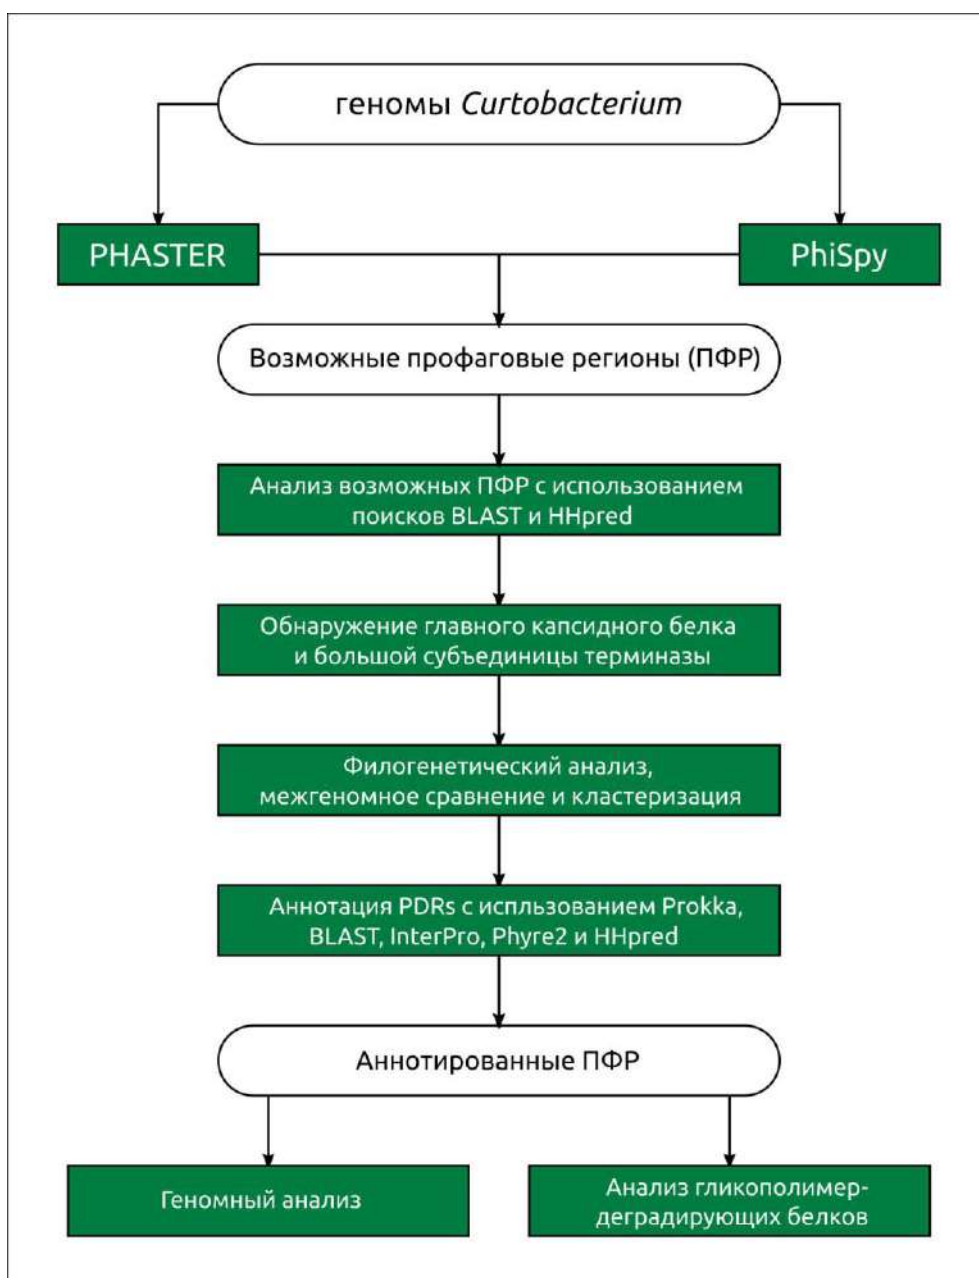 геномы Curtobacterium
PHASTER
PhiSpy
Возможные профаговые регионы (ПФР)
Анализ возможных ПФР с использованием
поисков BLAST и HHpred
Обнаружение главного капсидного белка
и большой субъединицы терминазы
Филогенетический анализ,
межгеномное сравнение и кластеризация
Аннотация PDRs с испльзованием Prokka,
BLAST, InterPro, Phyre2 и HHpred
Аннотированные ПФР
Геномный анализ
Анализ гликополимер-
деградирующих белков